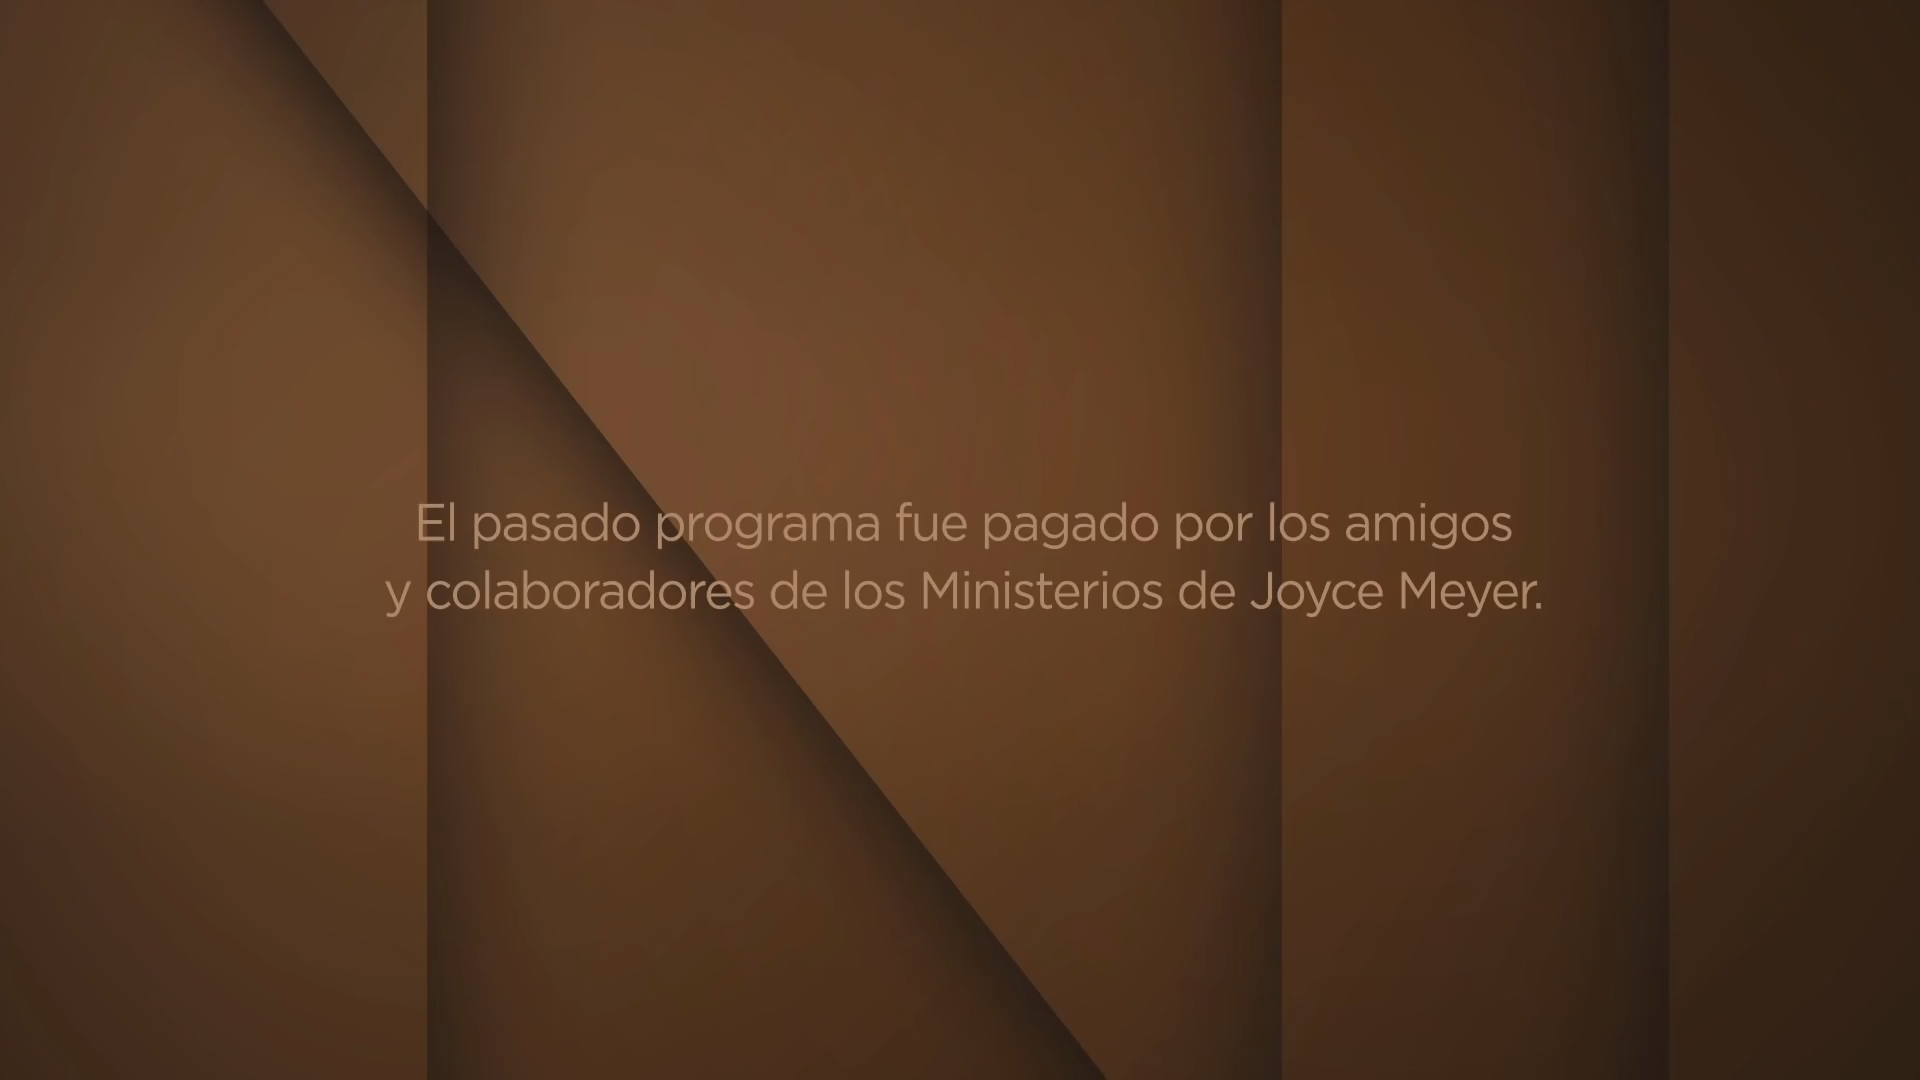 El pasado programa fue pagado por los amigos
y colaboradores de los Ministerios de Joyce Meyer.